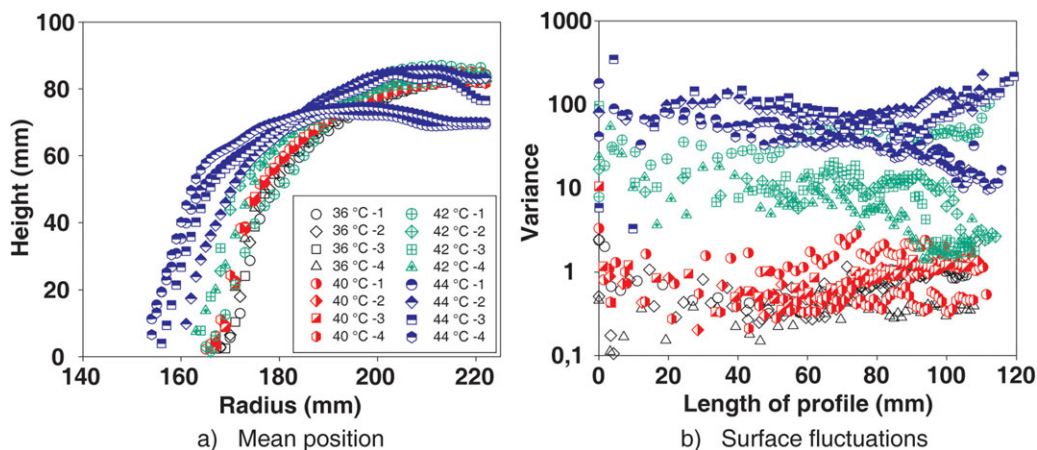 100
80
60
40
20
0
140 160 180 200 220
Height (mm)
Radius (mm)
36 °C -1 42 °C -1
36 °C -2 42 °C -2
36 °C -3 42 °C -3
36 °C -4 42 °C -4
40 °C -1 44 °C -1
40 °C -2 44 °C -2
40 °C -3 44 °C -3
40 °C -4 44 °C -4
a) Mean position
1000
100
10
1
0,1
0 20 40 60 80 100 120
Variance
Length of profile (mm)
b) Surface fluctuations